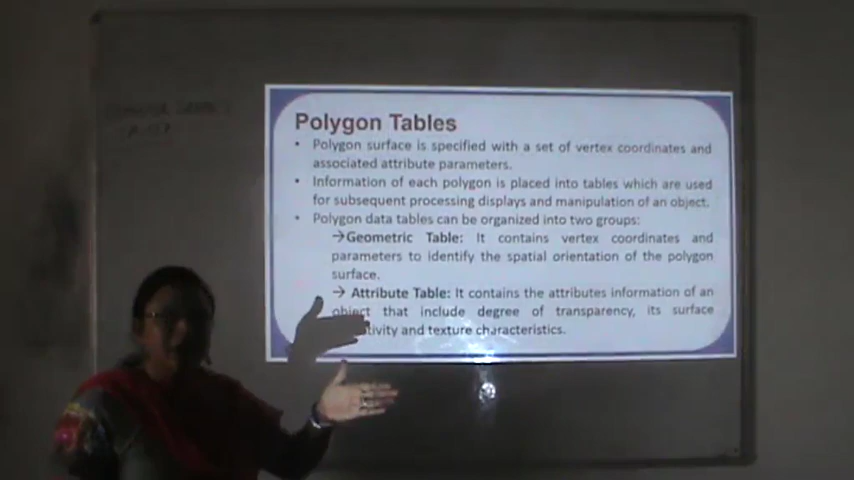 Polygon Tables
• Polygon surface is specified with a set of vertex coordinates and
associated attribute parameters.
• Information of each polygon is placed into tables which are used
for subsequent processing displays and manipulation of an object.
• Polygon data tables can be organized into two groups:
→Geometric Table: It contains vertex coordinates and
parameters to identify the spatial orientation of the polygon
surface.
→ Attribute Table: It contains the attributes information of an
object that include degree of transparency, its surface
and texture characteristics.